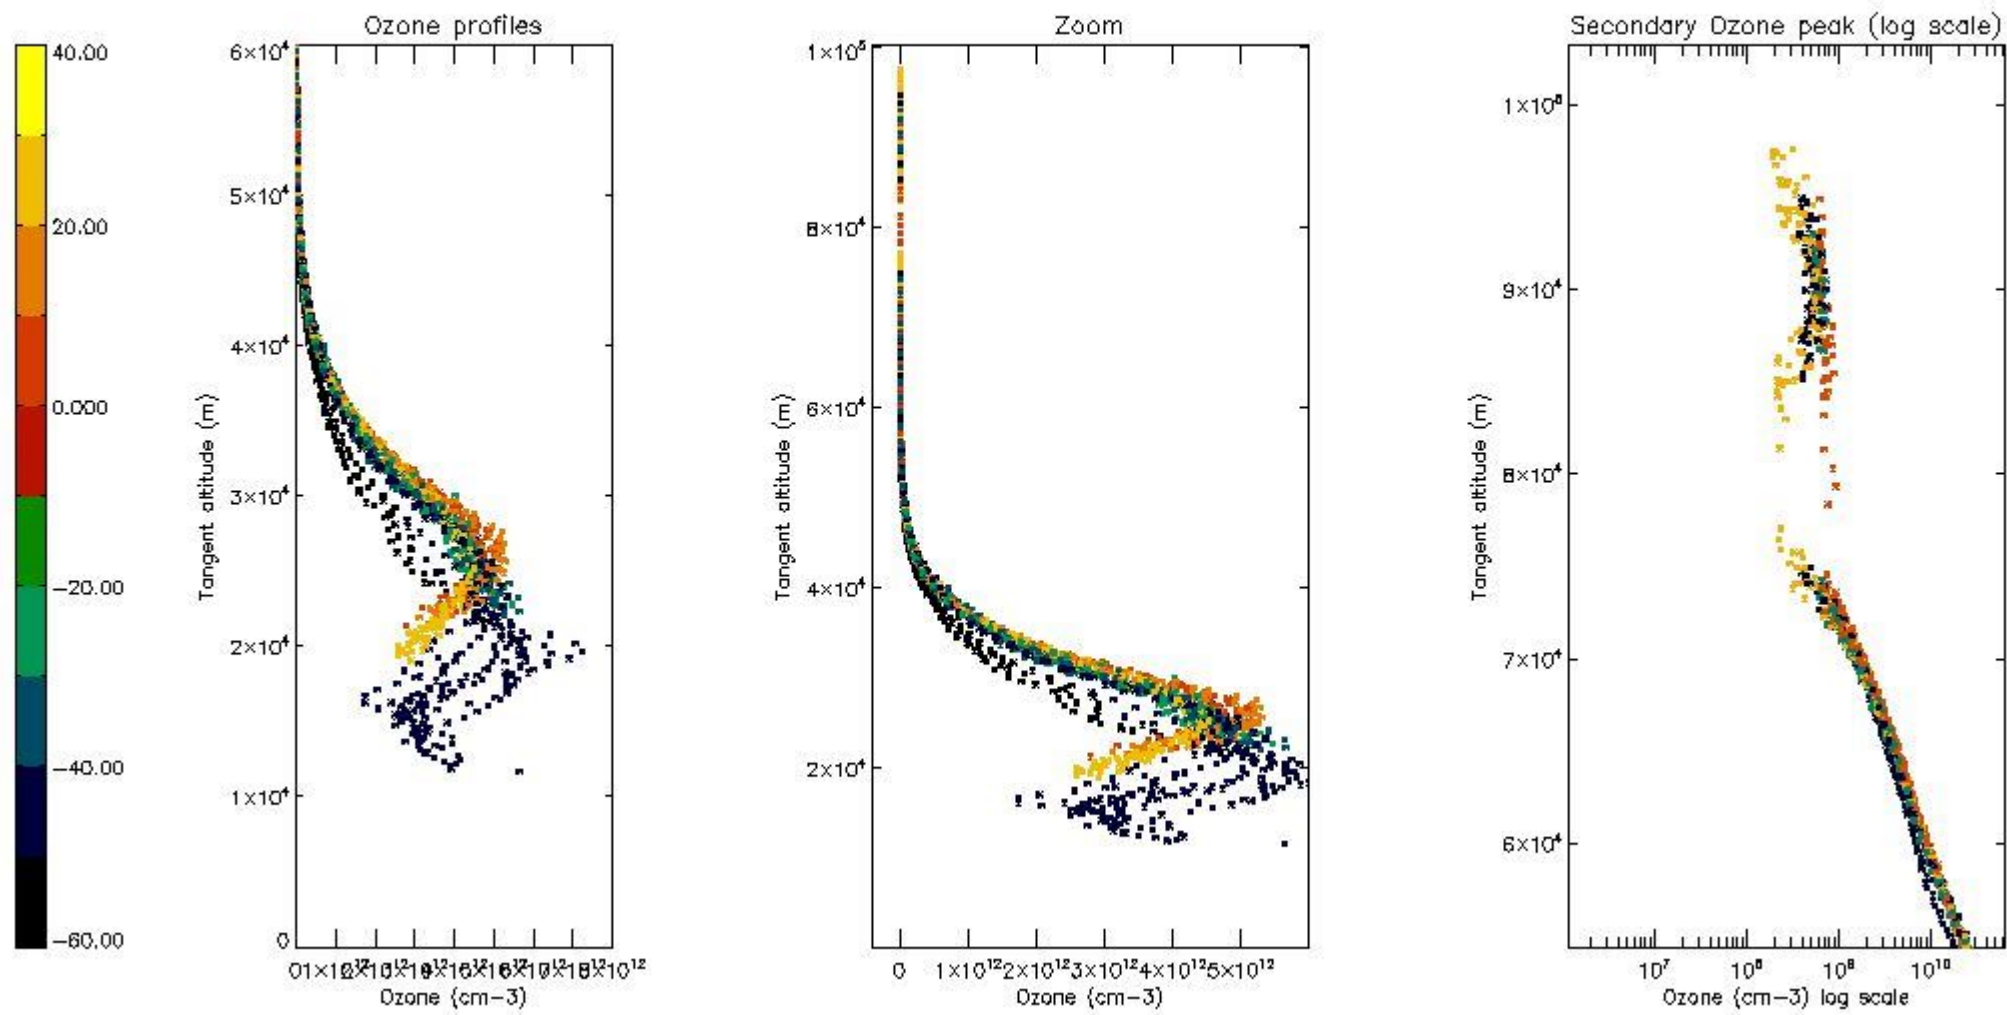 Ozone profiles
Zoom
Secondary Ozone peak (log scale)
40.00
20.00
0.000
−20.00
−40.00
−60.00
6×10⁴
5×10⁴
4×10⁴
3×10⁴
2×10⁴
1×10⁴
0
Tangent altitude (m)
Ozone (cm−3)
1×10⁵
8×10⁴
6×10⁴
4×10⁴
2×10⁴
Tangent altitude (m)
0 1×10¹² 2×10¹² 3×10¹² 4×10¹² 5×10¹²
Ozone (cm−3)
9×10⁴
8×10⁴
7×10⁴
6×10⁴
Tangent altitude (m)
10⁷ 10⁹ 10¹⁰
Ozone (cm−3) log scale